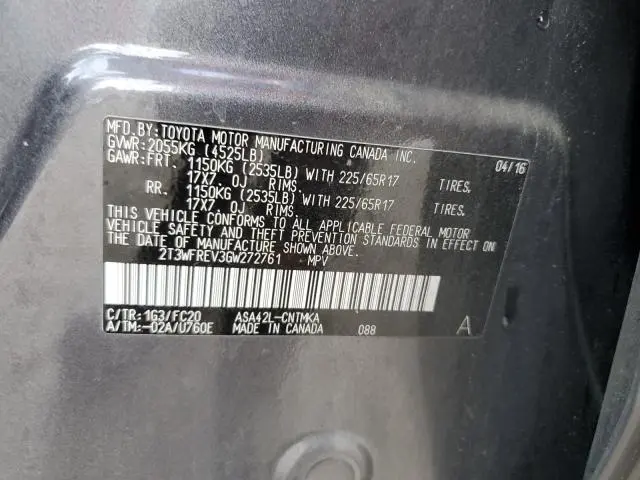 MFD. BY: TOYOTA MOTOR MANUFACTURING CANADA INC. 04/16
GVWR: 2055KG (4525LB)
GAWR: FRT. 1150KG (2535LB) WITH 225/65R17 TIRES,
17X7.0J RIMS.
RR. 1150KG (2535LB) WITH 225/65R17 TIRES,
17X7.0J RIMS.
THIS VEHICLE CONFORMS TO ALL APPLICABLE FEDERAL MOTOR
VEHICLE SAFETY AND THEFT PREVENTION STANDARDS IN EFFECT ON
THE DATE OF MANUFACTURE SHOWN ABOVE.
2T3WFREV3GW272761 MPV
C/TR: 1G3/FC20 ASA42L-CNTMKA
A/TM: -02A/U760E MADE IN CANADA 088 A